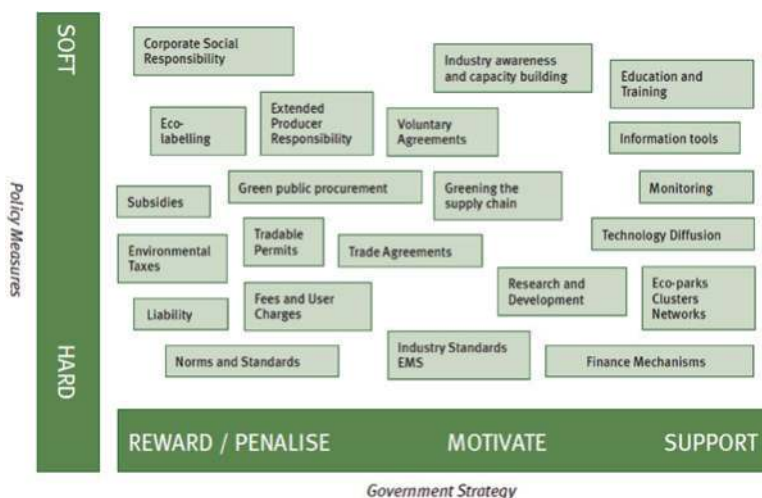 SOFT
HARD
Policy Measures
Corporate Social
Responsibility
Industry awareness
and capacity building
Education and
Training
Eco-
labelling
Extended
Producer
Responsibility
Voluntary
Agreements
Information tools
Subsidies
Green public procurement
Greening the
supply chain
Monitoring
Environmental
Taxes
Tradable
Permits
Trade Agreements
Technology Diffusion
Liability
Fees and User
Charges
Research and
Development
Eco-parks
Clusters
Networks
Norms and Standards
Industry Standards
EMS
Finance Mechanisms
REWARD / PENALISE
MOTIVATE
SUPPORT
Government Strategy